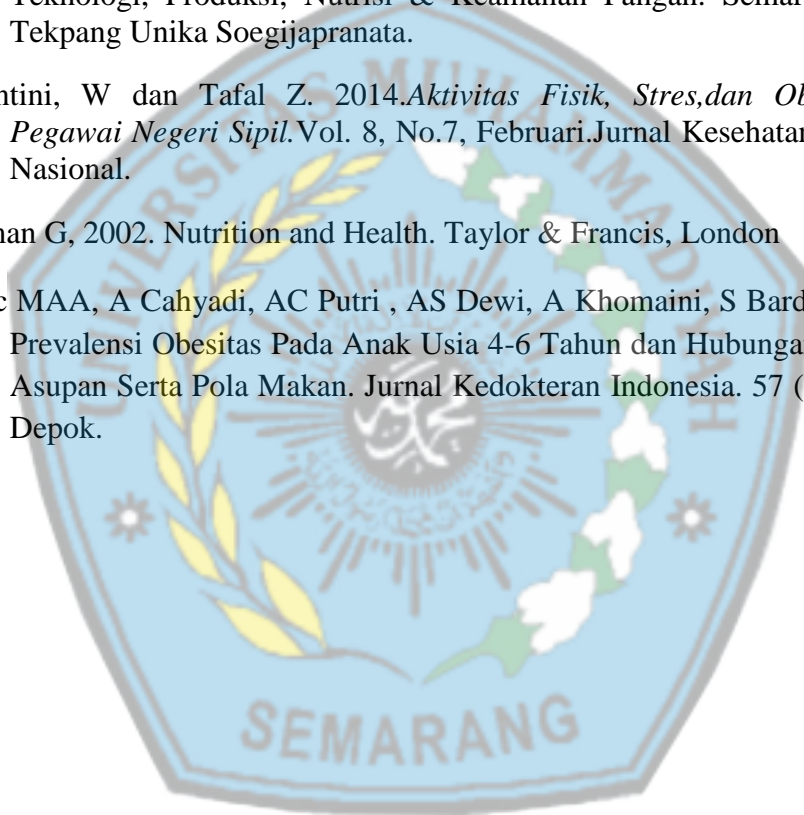 Teknologi, Produksi, Nutrisi & Keamanan Pangan. Semar
Tekpang Unika Soegijapranata.
ntini, W dan Tafal Z. 2014.Aktivitas Fisik, Stres,dan Ob
Pegawai Negeri Sipil.Vol. 8, No.7, Februari.Jurnal Kesehatan
Nasional.
nan G, 2002. Nutrition and Health. Taylor & Francis, London
c MAA, A Cahyadi, AC Putri , AS Dewi, A Khomaini, S Bard
Prevalensi Obesitas Pada Anak Usia 4-6 Tahun dan Hubunga
Asupan Serta Pola Makan. Jurnal Kedokteran Indonesia. 57 (
Depok.
UNIVERSITAS MUHAMMADIYAH
SEMARANG